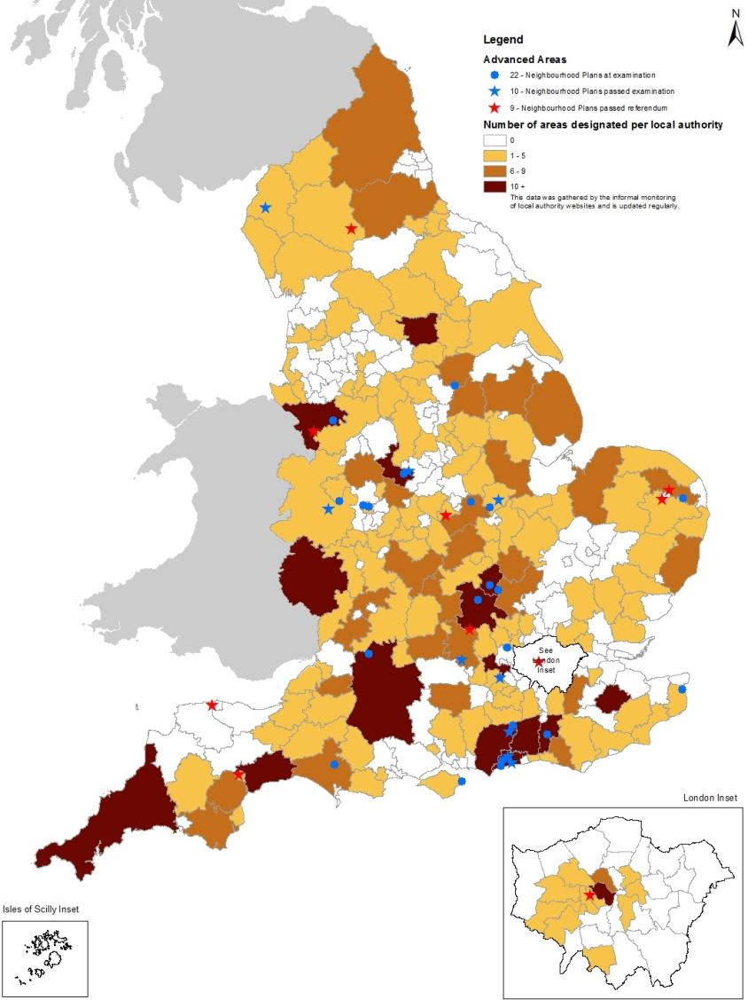 N
Legend
Advanced Areas
22 - Neighbourhood Plans at examination
10 - Neighbourhood Plans passed examination
9 - Neighbourhood Plans passed referendum
Number of areas designated per local authority
0
1 - 5
6 - 9
10 +
This data was gathered by the informal monitoring
of local authority websites and is updated regularly.
See
London
Inset
London Inset
Isles of Scilly Inset